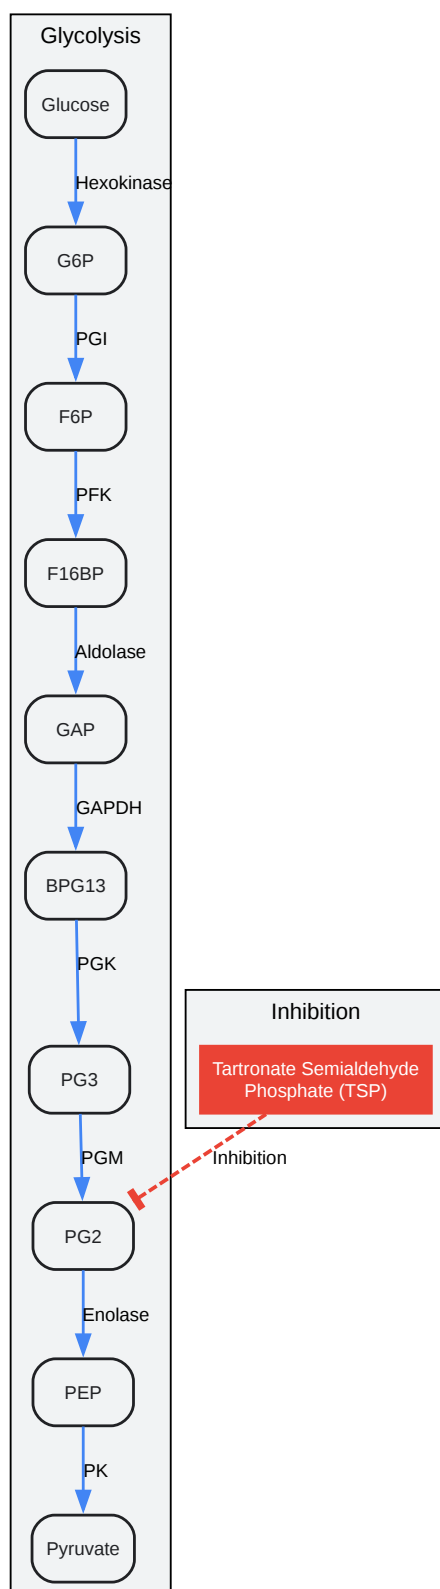 Glycolysis
Glucose
Hexokinase
G6P
PGI
F6P
PFK
F16BP
Aldolase
GAP
GAPDH
BPG13
PGK
Inhibition
Tartronate Semialdehyde
Phosphate (TSP)
PG3
PGM
Inhibition
PG2
Enolase
PEP
PK
Pyruvate